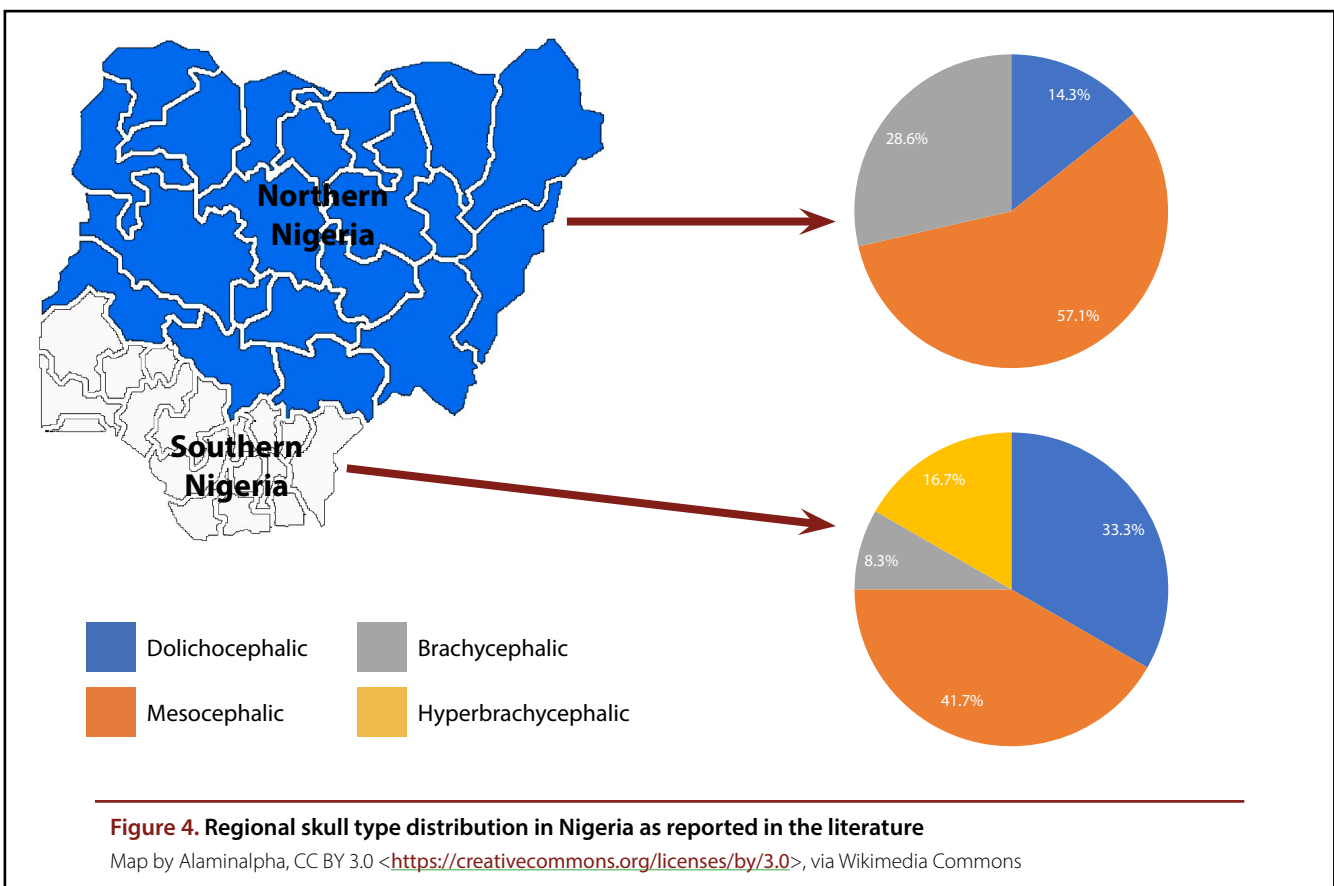 Northern
Nigeria
14.3%
28.6%
57.1%
Southern
Nigeria
16.7%
33.3%
8.3%
41.7%
Dolichocephalic
Brachycephalic
Mesocephalic
Hyperbrachycephalic
Figure 4. Regional skull type distribution in Nigeria as reported in the literature
Map by Alaminalpha, CC BY 3.0 <https://creativecommons.org/licenses/by/3.0>, via Wikimedia Commons